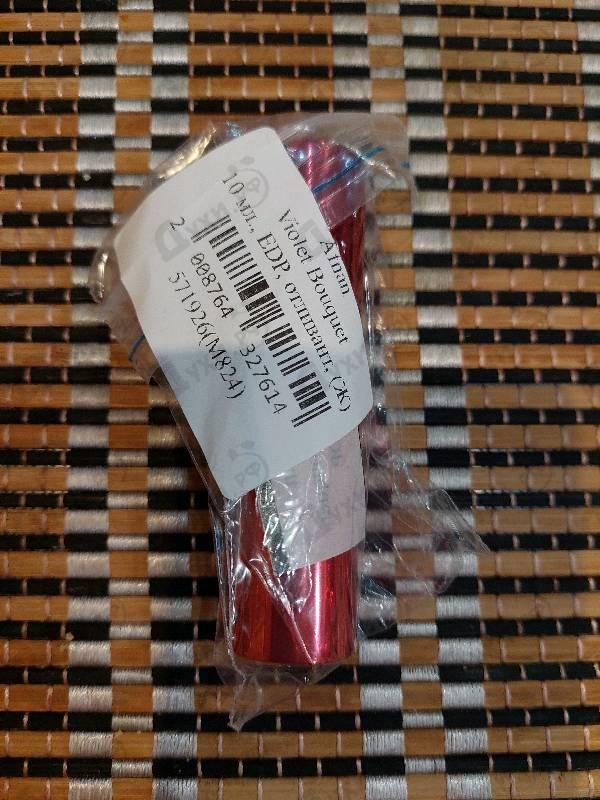 Afnan
Violet Bouquet
10 мл., EDP, отливант, (Ж)
2 008764 327614
571926(M824)